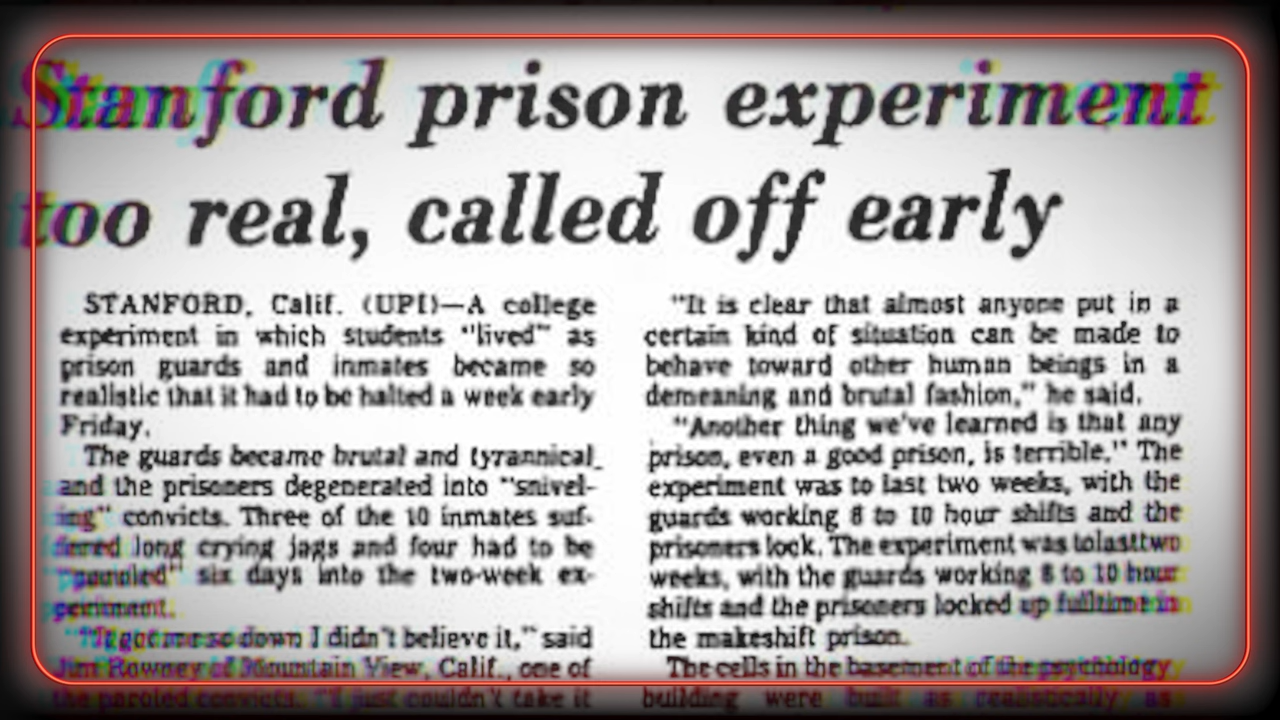 Stanford prison experiment
too real, called off early
STANFORD, Calif. (UPI)—A college
experiment in which students "lived" as
prison guards and inmates became so
realistic that it had to be halted a week early
Friday.
The guards became brutal and tyrannical
and the prisoners degenerated into "snivel-
ing" convicts. Three of the 10 inmates suf-
fered long crying jags and four had to be
"paroled" six days into the two-week ex-
periment.
"It got me so down I didn't believe it," said
Jim Rowney of Mountain View, Calif., one of
the paroled convicts. "I just couldn't take it
"It is clear that almost anyone put in a
certain kind of situation can be made to
behave toward other human beings in a
demeaning and brutal fashion," he said.
"Another thing we've learned is that any
prison, even a good prison, is terrible." The
experiment was to last two weeks, with the
guards working 8 to 10 hour shifts and the
prisoners lock. The experiment was tolasttwo
weeks, with the guards working 8 to 10 hour
shifts and the prisoners locked up fulltime in
the makeshift prison.
The cells in the basement of the psychology
building were built as realistically as